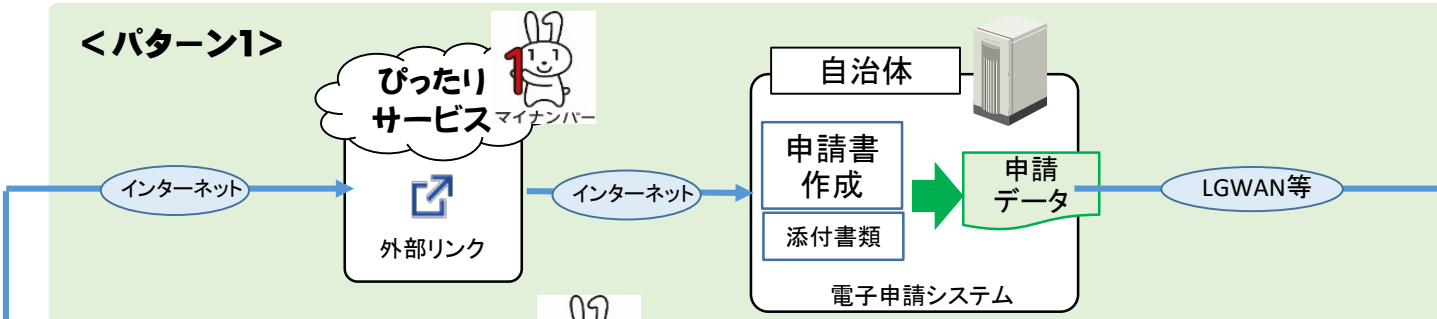 <パターン1>
ぴったり
サービス
1
マイナンバー
インターネット
外部リンク
インターネット
自治体
申請書
作成
添付書類
申請
データ
電子申請システム
LGWAN等